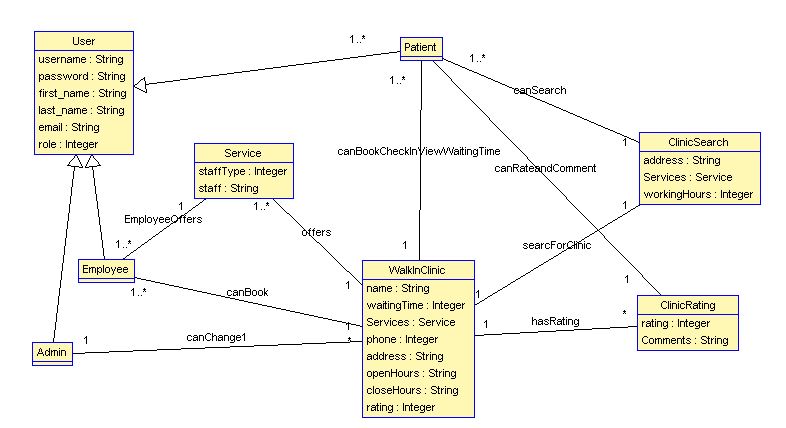 User
username : String
password : String
first_name : String
last_name : String
email : String
role : Integer
1..*
Patient
1..*
1..*
canSearch
Service
staffType : Integer
staff : String
canBookCheckInViewWaitingTime
canRateandComment
1
ClinicSearch
address : String
Services : Service
workingHours : Integer
1
1..*
1
EmployeeOffers
offers
1..*
1
searcForClinic
Employee
1..*
canBook
1
1
1
WalkInClinic
name : String
waitingTime : Integer
Services : Service
phone : Integer
address : String
openHours : String
closeHours : String
rating : Integer
1
ClinicRating
rating : Integer
Comments : String
1
hasRating
*
1
Admin
1
canChange1
*